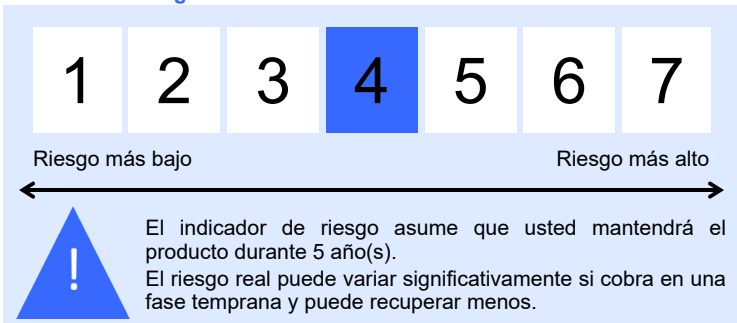 1 2 3 4 5 6 7
Riesgo más bajo Riesgo más alto
!
El indicador de riesgo asume que usted mantendrá el
producto durante 5 año(s).
El riesgo real puede variar significativamente si cobra en una
fase temprana y puede recuperar menos.